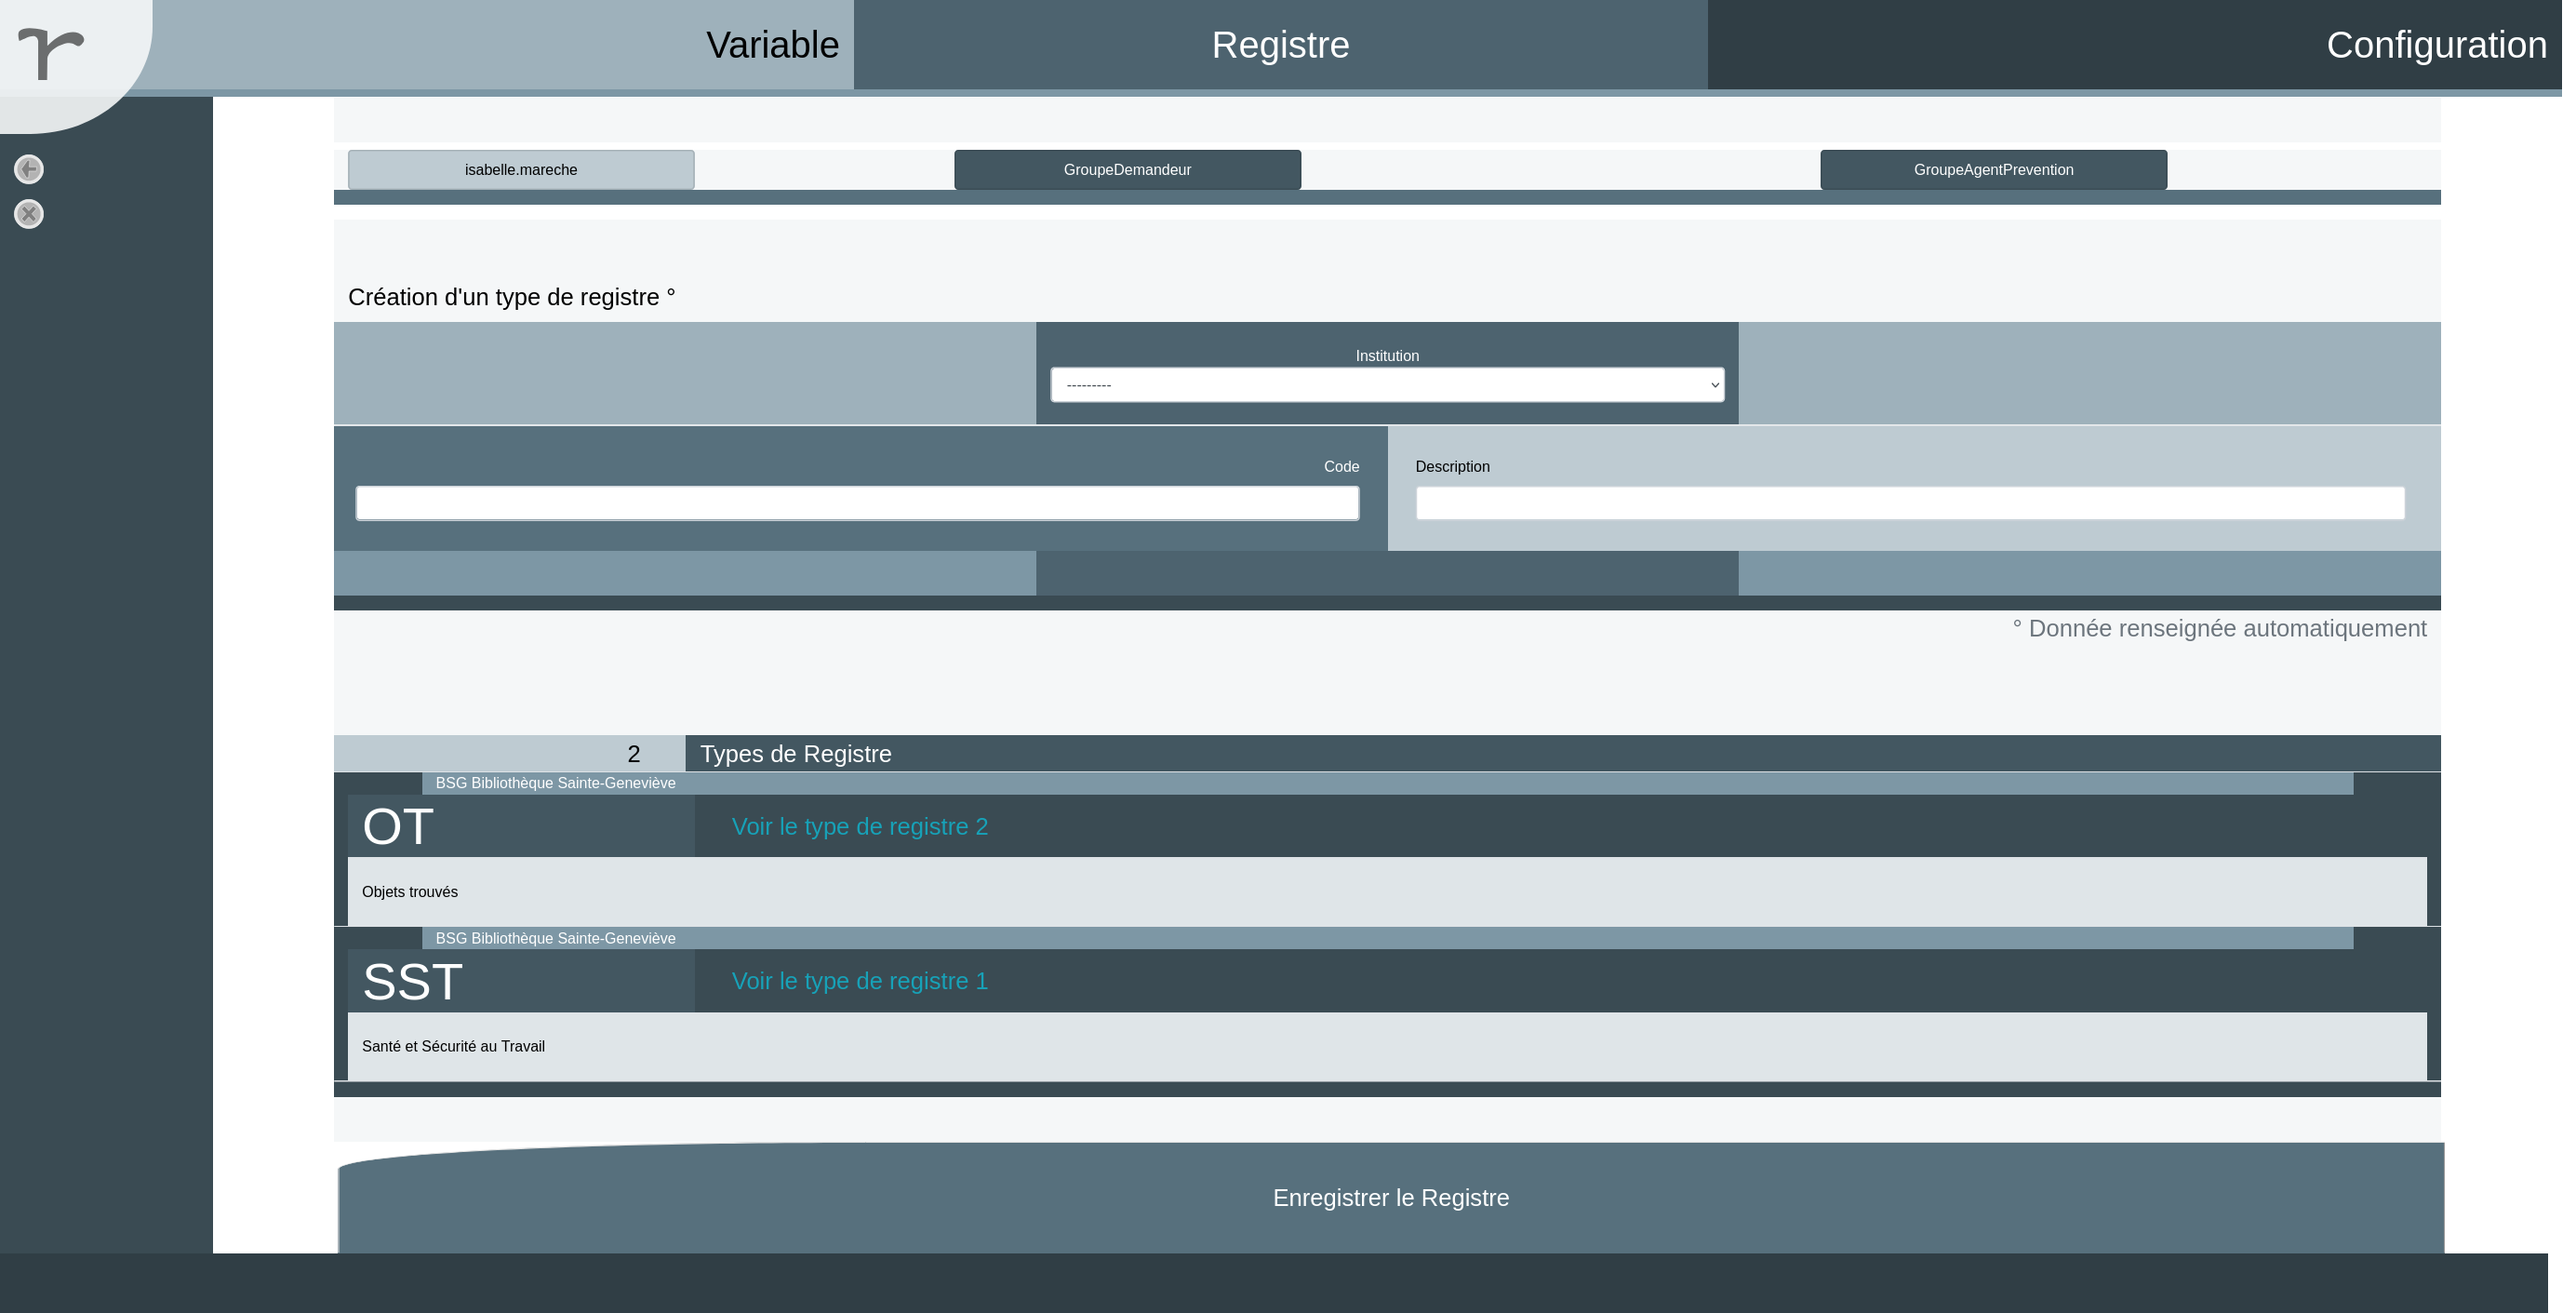 r
Variable
Registre
Configuration
isabelle.mareche
GroupeDemandeur
GroupeAgentPrevention
Création d'un type de registre °
Institution
---------
Code
Description
° Donnée renseignée automatiquement
2 Types de Registre
BSG Bibliothèque Sainte-Geneviève
OT
Voir le type de registre 2
Objets trouvés
BSG Bibliothèque Sainte-Geneviève
SST
Voir le type de registre 1
Santé et Sécurité au Travail
Enregistrer le Registre